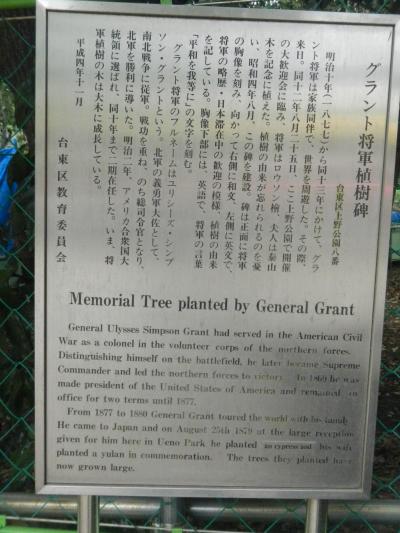 グラント将軍植樹碑
台東区上野公園八番
明治十年(一八七七)から同十三年にかけて、グラ
ント将軍は家族同伴で、世界を周遊した。その際、
来日。同十二年八月二十五日、ここ上野公園で開催
の大歓迎会に臨み、将軍はロウソン檜、夫人は泰山
木を記念に植えた。植樹の由来が忘れられるのを憂
い、昭和四年八月、この碑を建設。碑は正面に将軍
の胸像を刻み、向かって右側に和文、左側に英文で、
将軍の略歴・日本滞在中の歓迎の模様、植樹の由来
を記している。胸像下部には、英語で、将軍の言葉
「平和を我等に」の文字を刻む。
グラント将軍のフルネームはユリシーズ・シンプ
ソン・グラントという。北軍の義勇軍大佐として、
南北戦争に従軍。戦功を重ね、のち総司令官となり、
北軍を勝利に導いた。明治二年、アメリカ合衆国大
統領に選ばれ、同十年まで二期在任した。いま、将
軍植樹の木は大木に成長している。
平成四年十一月
台東区教育委員会
Memorial Tree planted by General Grant
General Ulysses Simpson Grant had served in the American Civil
War as a colonel in the volunteer corps of the northern forces.
Distinguishing himself on the battlefield, he later became Supreme
Commander and led the northern forces to victory. In 1869 he was
made president of the United States of America and remained in
office for two terms until 1877.
From 1877 to 1880 General Grant toured the world with his family.
He came to Japan and on August 25th 1879 at the large reception
given for him here in Ueno Park he planted an cypress and his wife
planted a yulan in commemoration. The trees they planted have
now grown large.